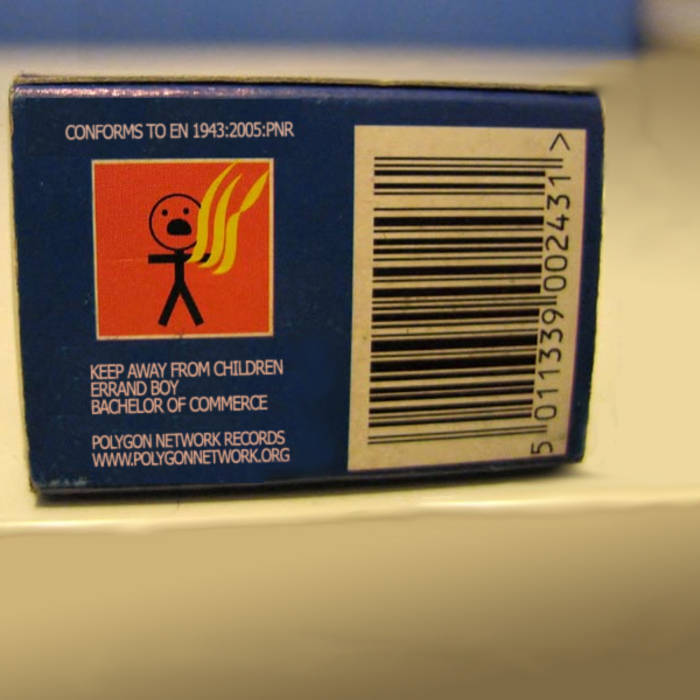 CONFORMS TO EN 1943:2005:PNR
KEEP AWAY FROM CHILDREN
ERRAND BOY
BACHELOR OF COMMERCE
POLYGON NETWORK RECORDS
WWW.POLYGONNETWORK.ORG
5 011339 002431 >